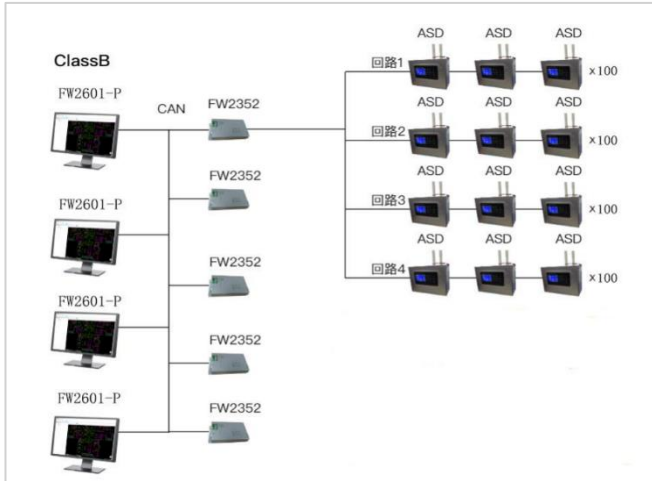 ClassB
FW2601-P
CAN
FW2352
回路1
ASD
ASD
ASD
×100
FW2352
回路2
ASD
ASD
ASD
×100
FW2601-P
FW2352
回路3
ASD
ASD
ASD
×100
FW2601-P
FW2352
回路4
ASD
ASD
ASD
×100
FW2601-P
FW2352